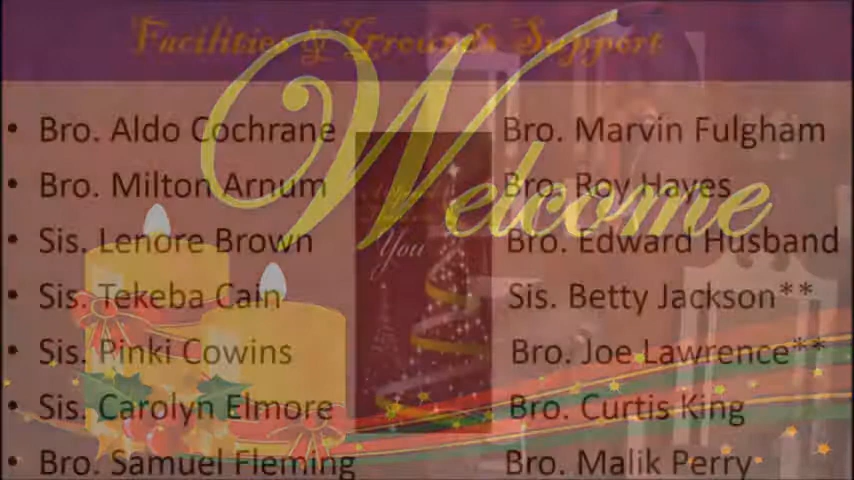 Facilities & Grounds Support
Welcome
• Bro. Aldo Cochrane
• Bro. Milton Arnum
• Sis. Lenore Brown
• Sis. Tekeba Cain
• Sis. Pinki Cowins
• Sis. Carolyn Elmore
• Bro. Samuel Fleming
You
Bro. Marvin Fulgham
Bro. Roy Hayes
Bro. Edward Husband
Sis. Betty Jackson**
Bro. Joe Lawrence**
Bro. Curtis King
Bro. Malik Perry